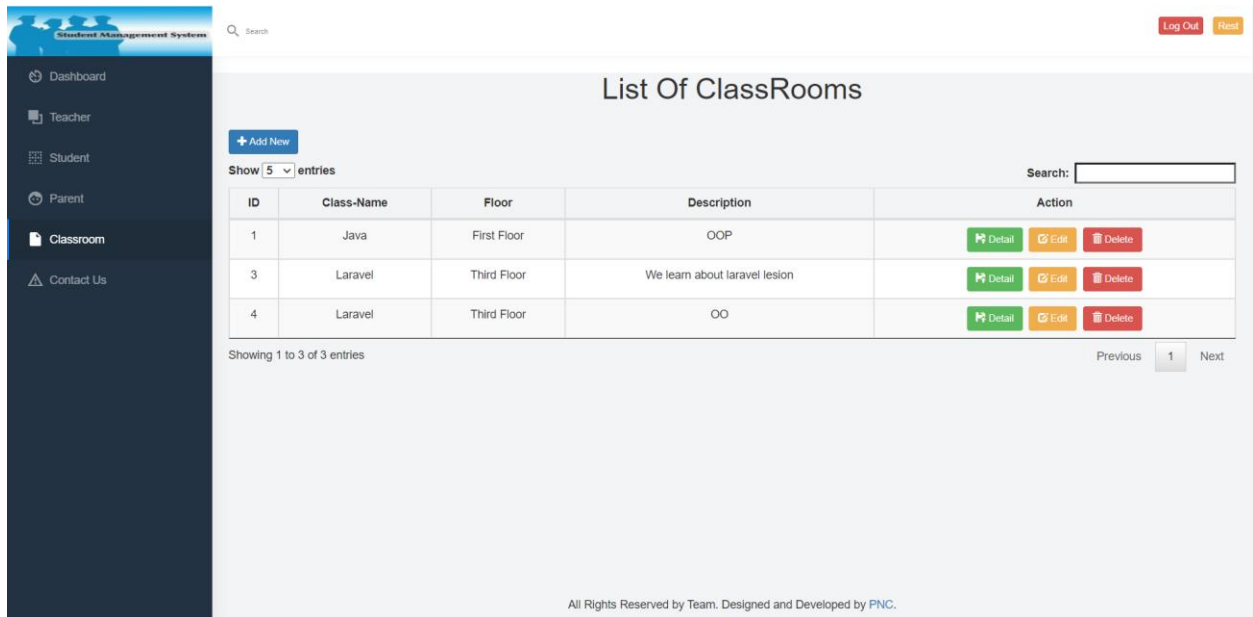 Student Management System
Search
Log Out Rest
Dashboard
Teacher
Student
Parent
Classroom
Contact Us
List Of ClassRooms
Add New
Show 5 entries
Search:
ID Class-Name Floor Description Action
1 Java First Floor OOP Detail Edit Delete
3 Laravel Third Floor We learn about laravel lesion Detail Edit Delete
4 Laravel Third Floor OO Detail Edit Delete
Showing 1 to 3 of 3 entries
Previous 1 Next
All Rights Reserved by Team. Designed and Developed by PNC.